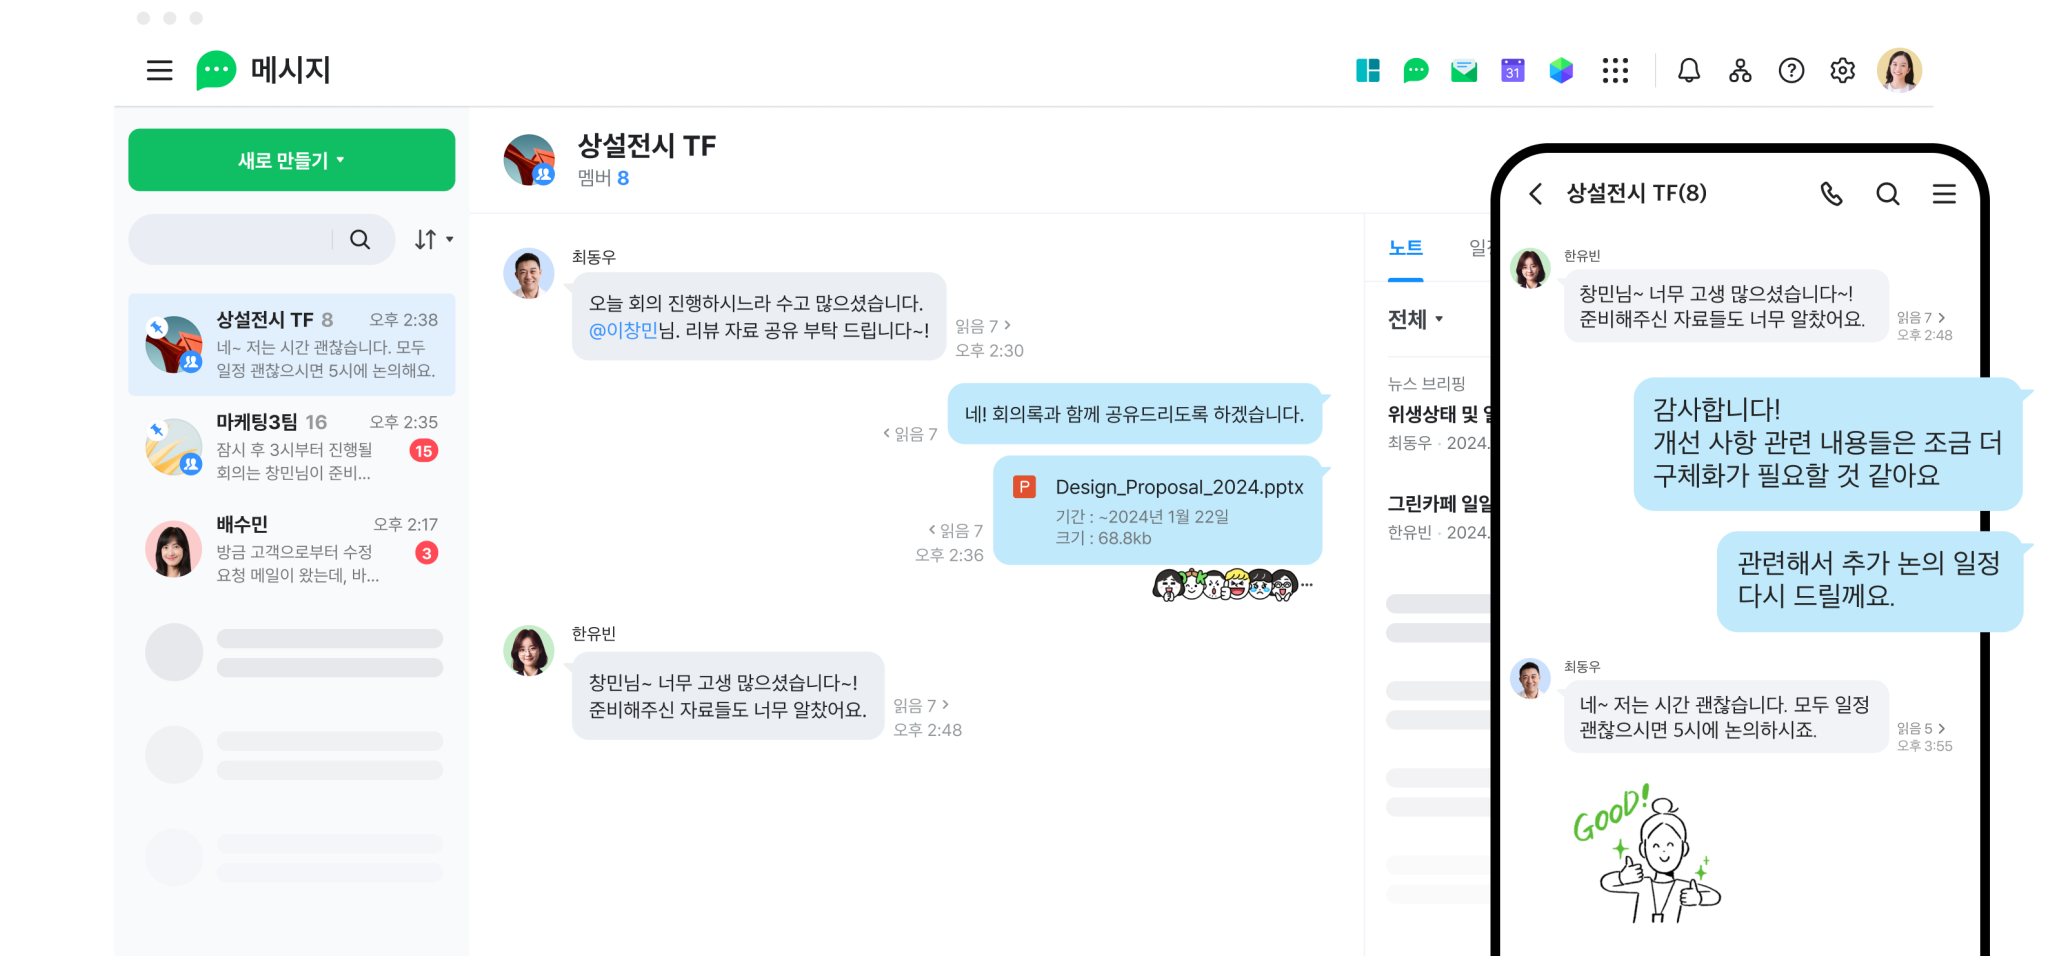 메시지
31
새로 만들기
상설전시 TF 8 오후 2:38
네~ 저는 시간 괜찮습니다. 모두
일정 괜찮으시면 5시에 논의해요.
마케팅3팀 16 오후 2:35
잠시 후 3시부터 진행될
15
회의는 창민님이 준비...
배수민 오후 2:17
방금 고객으로부터 수정
3
요청 메일이 왔는데, 바...
상설전시 TF
멤버 8
최동우
오늘 회의 진행하시느라 수고 많으셨습니다.
@이창민님. 리뷰 자료 공유 부탁 드립니다~!
읽음 7
오후 2:30
네! 회의록과 함께 공유드리도록 하겠습니다.
읽음 7
P Design_Proposal_2024.pptx
기간 : ~2024년 1월 22일
크기 : 68.8kb
읽음 7
오후 2:36
한유빈
창민님~ 너무 고생 많으셨습니다~!
준비해주신 자료들도 너무 알찼어요.
읽음 7
오후 2:48
노트
전체
뉴스 브리핑
위생상태 및
최동우 · 2024.
그린카페 일일
한유빈 · 2024.
상설전시 TF(8)
한유빈
창민님~ 너무 고생 많으셨습니다~!
준비해주신 자료들도 너무 알찼어요.
읽음 7
오후 2:48
감사합니다!
개선 사항 관련 내용들은 조금 더
구체화가 필요할 것 같아요
관련해서 추가 논의 일정
다시 드릴께요.
최동우
네~ 저는 시간 괜찮습니다. 모두 일정
괜찮으시면 5시에 논의하시죠.
읽음 5
오후 3:55
GOOD!